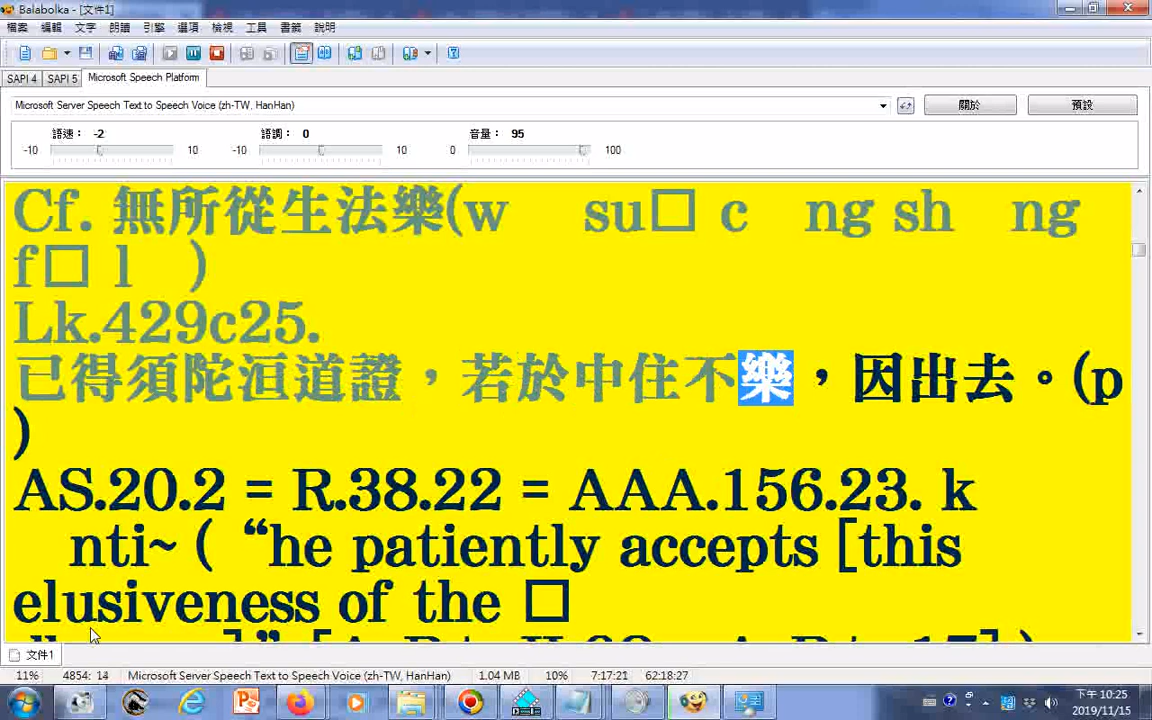 Balabolka - [文件1]
檔案 編輯 文字 朗誦 引擎 選項 檢視 工具 書籤 說明
SAPI 4 SAPI 5 Microsoft Speech Platform
Microsoft Server Speech Text to Speech Voice (zh-TW, HanHan) 關於 預設
語速： -2 語調： 0 音量： 95
-10 10 -10 10 0 100
Cf. 無所從生法樂(w su□ c ng sh ng
f□ l )
Lk.429c25.
已得須陀洹道證，若於中住不樂，因出去。(p
)
AS.20.2 = R.38.22 = AAA.156.23. k
nti~ ( “he patiently accepts [this
elusiveness of the □
文件1
11% 4854: 14 Microsoft Server Speech Text to Speech Voice (zh-TW, HanHan) 1.04 MB 10% 7:17:21 62:18:27
下午 10:25
2019/11/15